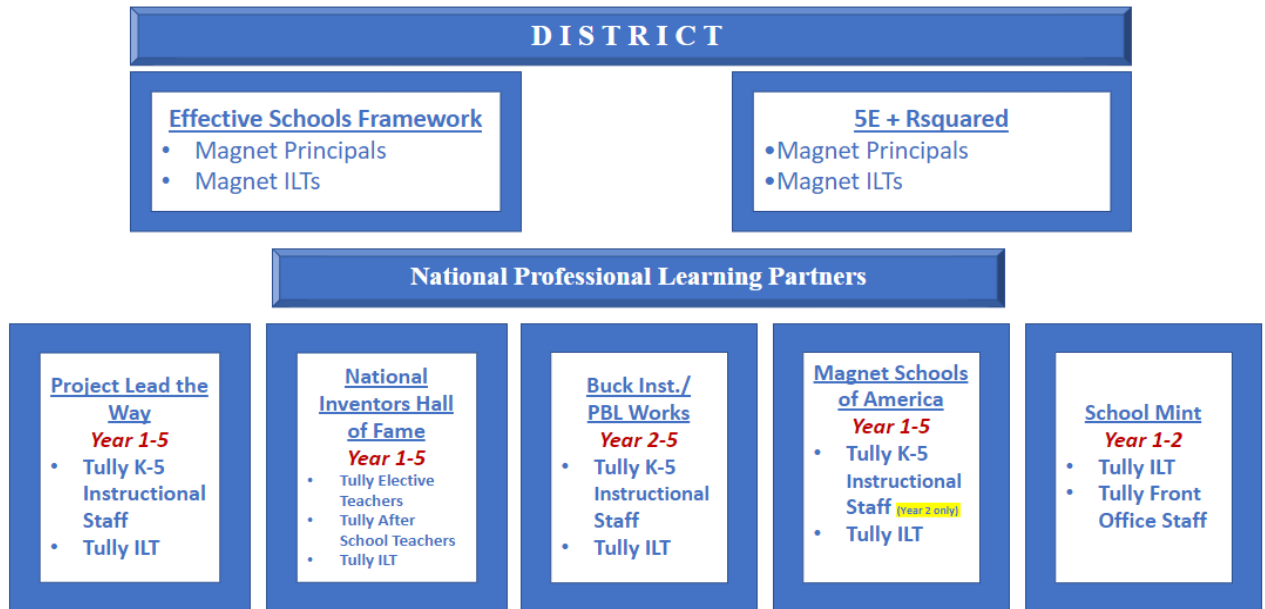 DISTRICT
Effective Schools Framework
• Magnet Principals
• Magnet ILTs
5E + Rsquared
•Magnet Principals
•Magnet ILTs
National Professional Learning Partners
Project Lead the
Way
Year 1-5
• Tully K-5
Instructional
Staff
• Tully ILT
National
Inventors Hall
of Fame
Year 1-5
• Tully Elective
Teachers
• Tully After
School Teachers
• Tully ILT
Buck Inst./
PBL Works
Year 2-5
• Tully K-5
Instructional
Staff
• Tully ILT
Magnet Schools
of America
Year 1-5
• Tully K-5
Instructional
Staff (Year 2 only)
• Tully ILT
School Mint
Year 1-2
• Tully ILT
• Tully Front
Office Staff